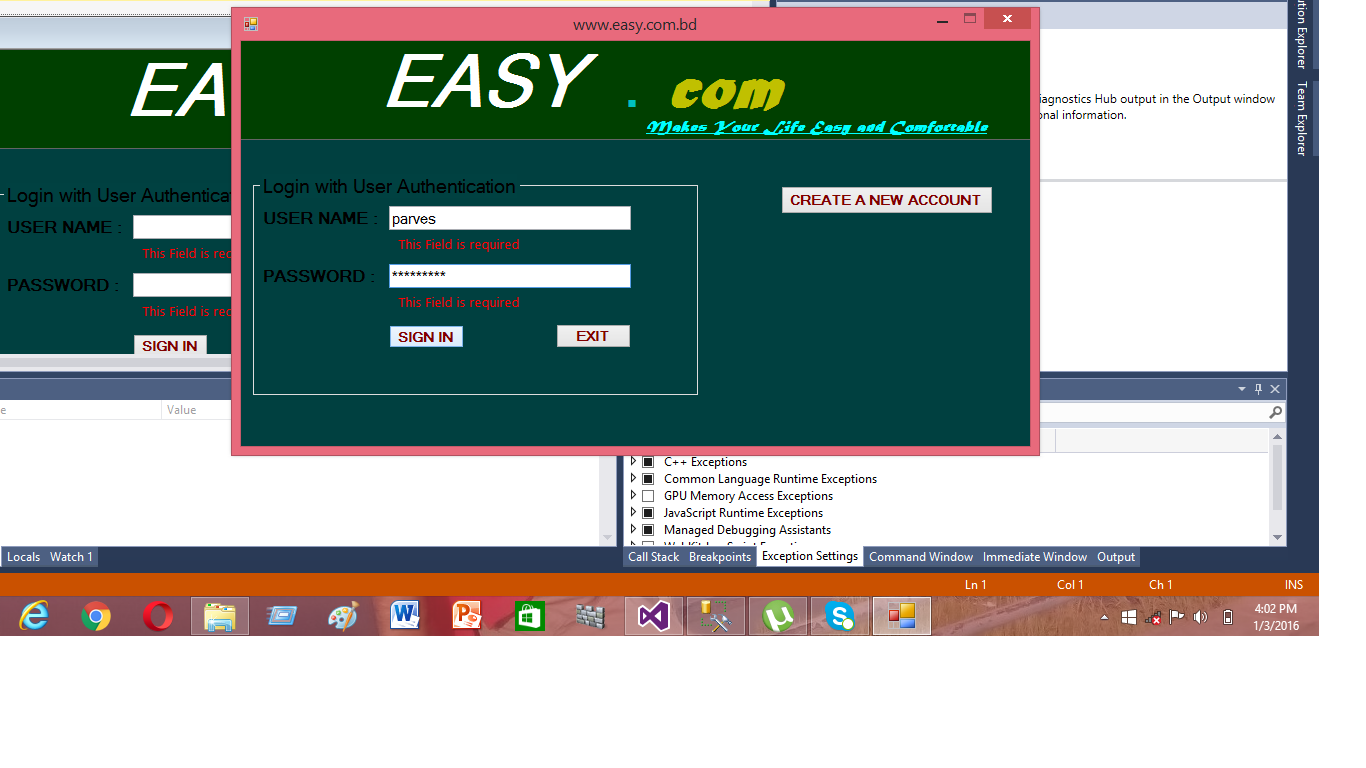 www.easy.com.bd
EASY . com
Makes Your Life Easy and Comfortable
Login with User Authentication
USER NAME :
parves
This Field is required
PASSWORD :
*********
This Field is required
SIGN IN
EXIT
CREATE A NEW ACCOUNT
EA
Login with User Authentica
USER NAME :
This Field is req
PASSWORD :
This Field is req
SIGN IN
iagnostics Hub output in the Output window
onal information.
tion Explorer
Team Explorer
e
Value
C++ Exceptions
Common Language Runtime Exceptions
GPU Memory Access Exceptions
JavaScript Runtime Exceptions
Managed Debugging Assistants
Locals Watch 1
Call Stack Breakpoints Exception Settings Command Window Immediate Window Output
Ln 1 Col 1 Ch 1 INS
4:02 PM
1/3/2016